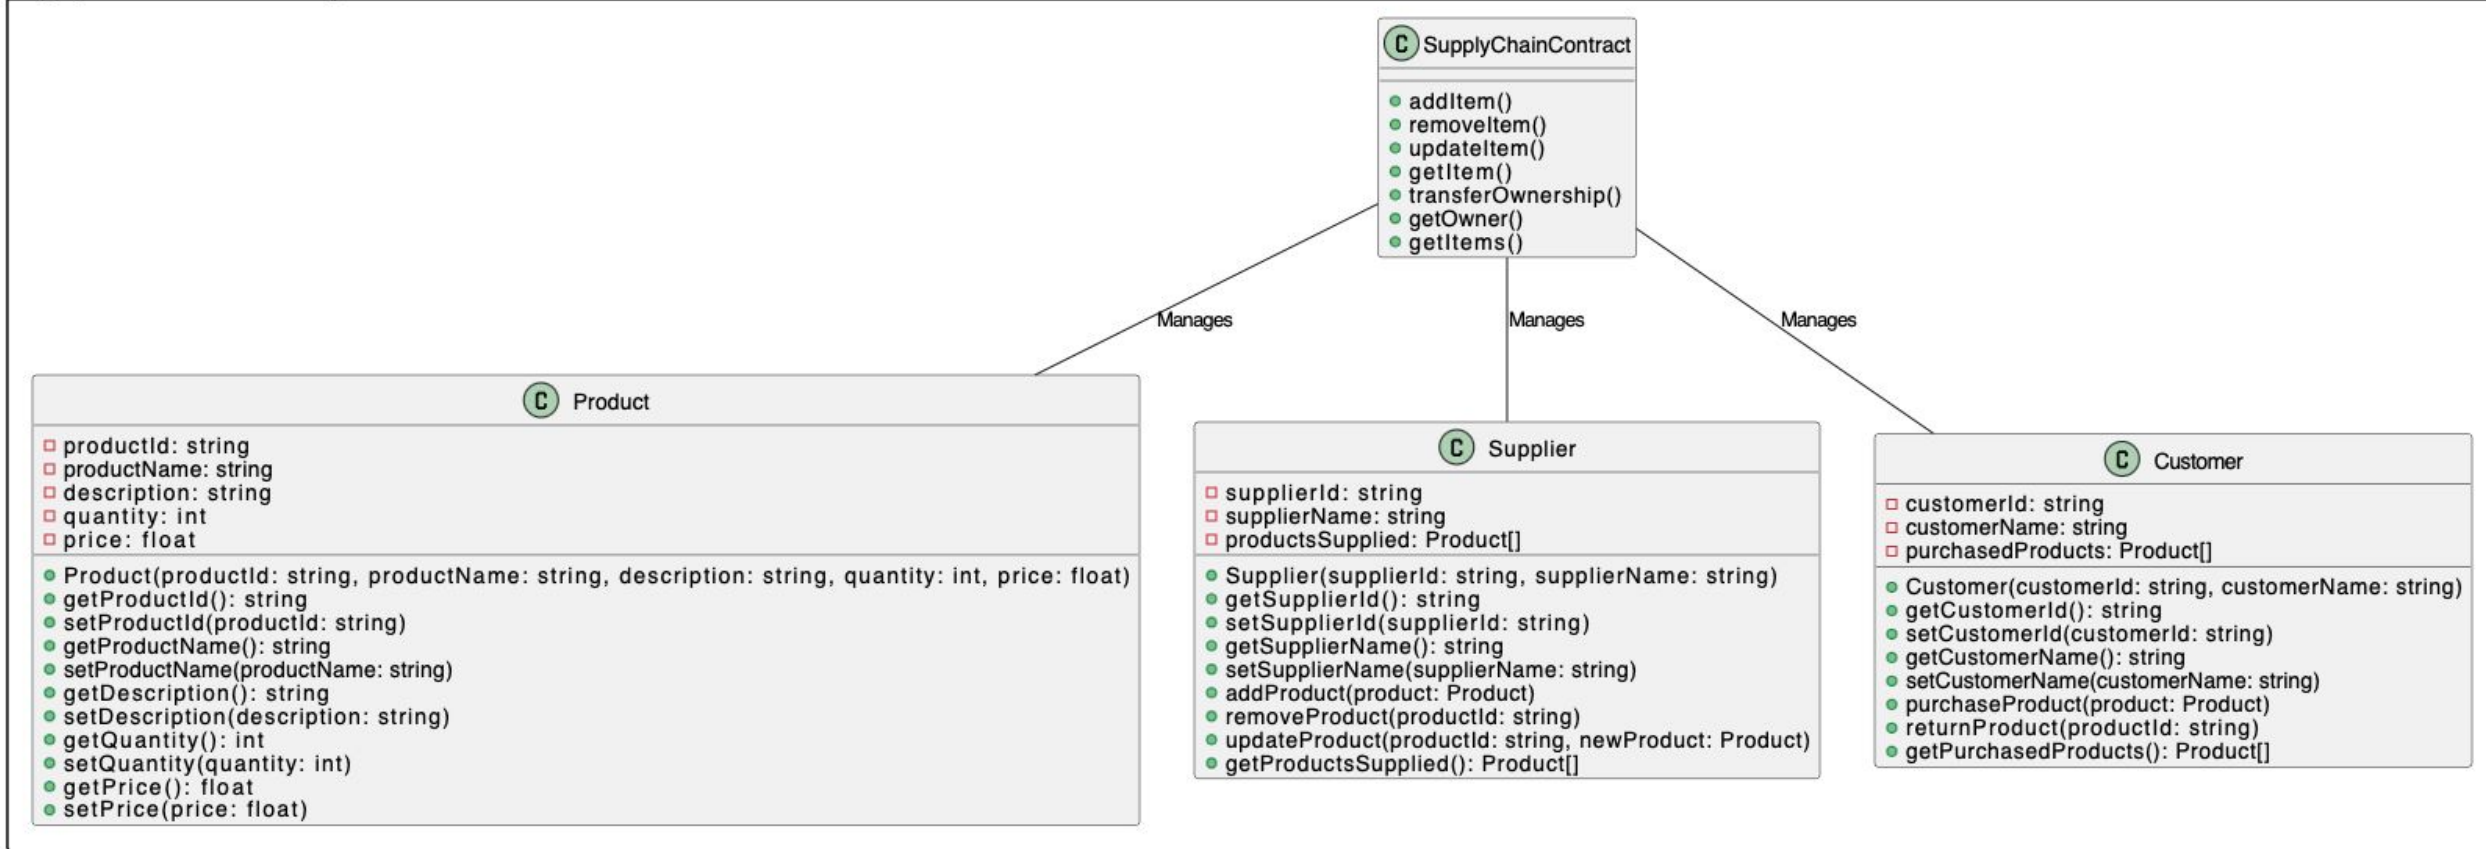 C SupplyChainContract
addItem()
removeItem()
updateItem()
getItem()
transferOwnership()
getOwner()
getItems()
Manages
Manages
Manages
C Product
productId: string
productName: string
description: string
quantity: int
price: float
Product(productId: string, productName: string, description: string, quantity: int, price: float)
getProductId(): string
setProductId(productId: string)
getProductName(): string
setProductName(productName: string)
getDescription(): string
setDescription(description: string)
getQuantity(): int
setQuantity(quantity: int)
getPrice(): float
setPrice(price: float)
C Supplier
supplierId: string
supplierName: string
productsSupplied: Product[]
Supplier(supplierId: string, supplierName: string)
getSupplierId(): string
setSupplierId(supplierId: string)
getSupplierName(): string
setSupplierName(supplierName: string)
addProduct(product: Product)
removeProduct(productId: string)
updateProduct(productId: string, newProduct: Product)
getProductsSupplied(): Product[]
C Customer
customerId: string
customerName: string
purchasedProducts: Product[]
Customer(customerId: string, customerName: string)
getCustomerId(): string
setCustomerId(customerId: string)
getCustomerName(): string
setCustomerName(customerName: string)
purchaseProduct(product: Product)
returnProduct(productId: string)
getPurchasedProducts(): Product[]